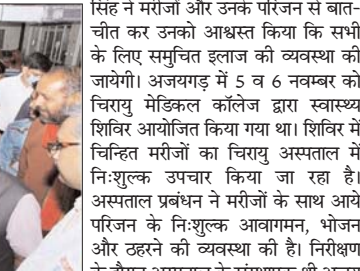 सिंह ने मरीजों और उनके परिजन से बात-
चीत कर उनको आश्वस्त किया कि सभी
के लिए समुचित इलाज की व्यवस्था की
जायेगी। अजयगढ़ में 5 व 6 नवम्बर को
चिरायु मेडिकल कॉलेज द्वारा स्वास्थ्य
शिविर आयोजित किया गया था। शिविर में
चिन्हित मरीजों का चिरायु अस्पताल में
निःशुल्क उपचार किया जा रहा है।
अस्पताल प्रबंधन ने मरीजों के साथ आये
परिजन के निःशुल्क आवागमन, भोजन
और ठहरने की व्यवस्था की है। निरीक्षण